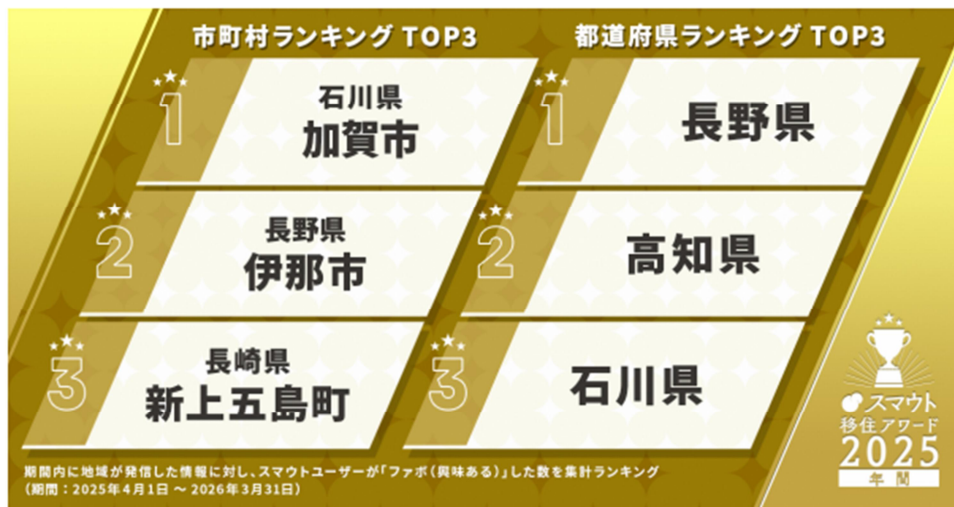 市町村ランキング TOP3
1
石川県
加賀市
2
長野県
伊那市
3
長崎県
新上五島町
都道府県ランキング TOP3
1
長野県
2
高知県
3
石川県
期間内に地域が発信した情報に対し、スマウトユーザーが「ファボ（興味ある）」した数を集計ランキング
（期間：2025年4月1日 ～ 2026年3月31日）
スマウト
移住アワード
2025
年間